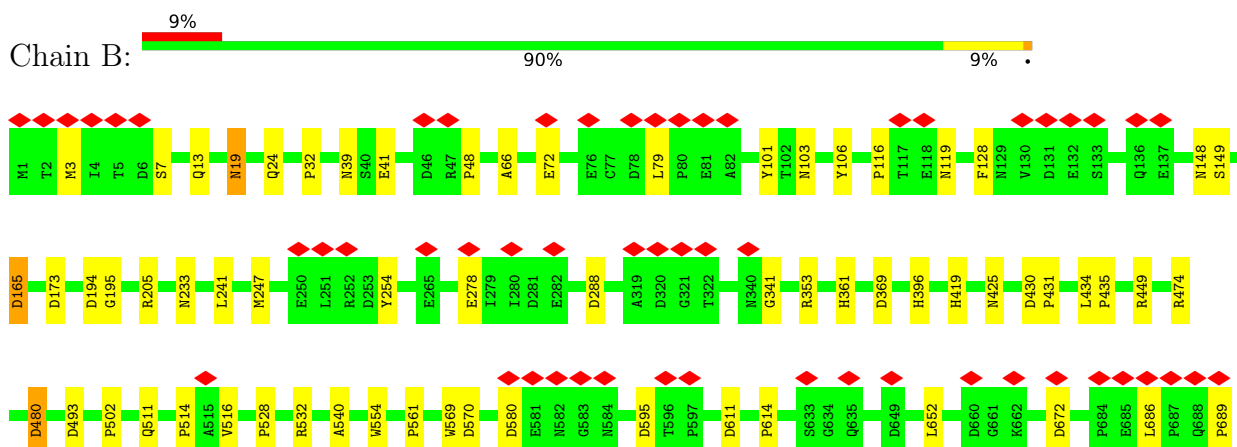 9%
Chain B:
90% 9% •
M1 T2 M3 I4 T5 D6 S7 Q13 N19 Q24 P32 N39 S40 E41 D46 R47 P48 A66 E72 E76 C77 D78 L79 P80 E81 A82 Y101 T102 N103 Y106 P116 T117 E118 N119 F128 N129 V130 D131 E132 S133 Q136 E137 N148 S149
D165 D173 D194 G195 R205 N233 L241 M247 E250 L251 R252 D253 Y254 E265 E278 I279 I280 D281 E282 D288 A319 D320 G321 T322 N340 G341 R353 H361 D369 H396 H419 N425 D430 P431 L434 P435 R449 R474
D480 D493 P502 Q511 P514 A515 V516 P528 R532 A540 W554 P561 W569 D570 D580 E581 N582 G583 N584 D595 T596 P597 D611 P614 S633 G634 Q635 D649 L652 D660 G661 K662 D672 P684 E685 L686 P687 Q688 P689